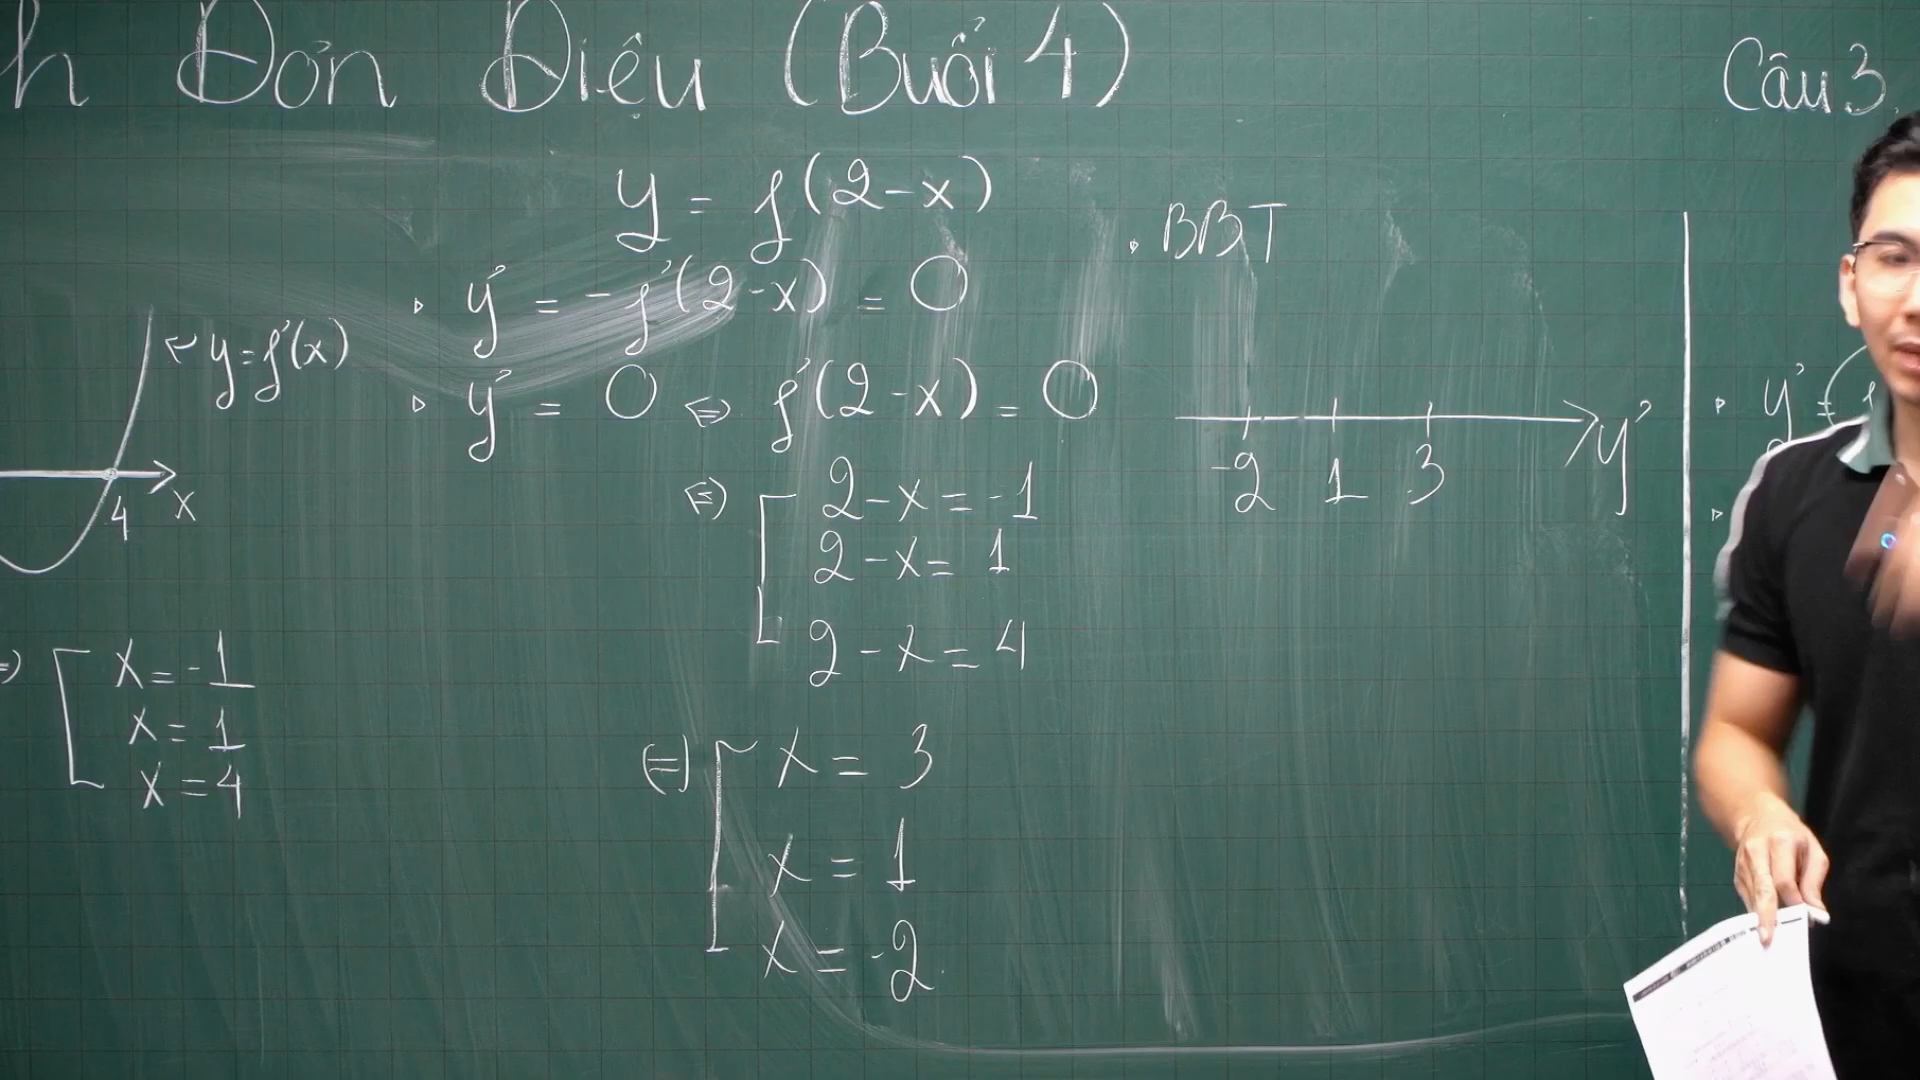 h Đơn Điệu (Buổi 4)
Câu 3.
y = f(2-x)
y' = -f'(2-x) = 0
y' = 0 ⇔ f'(2-x) = 0
⇔ [ 2-x = -1
2-x = 1
2-x = 4
⇔ [ x = 3
x = 1
x = -2
y=f'(x)
4 x
[ x = -1
x = 1
x = 4
. BBT
y'
-2 1 3
y' =